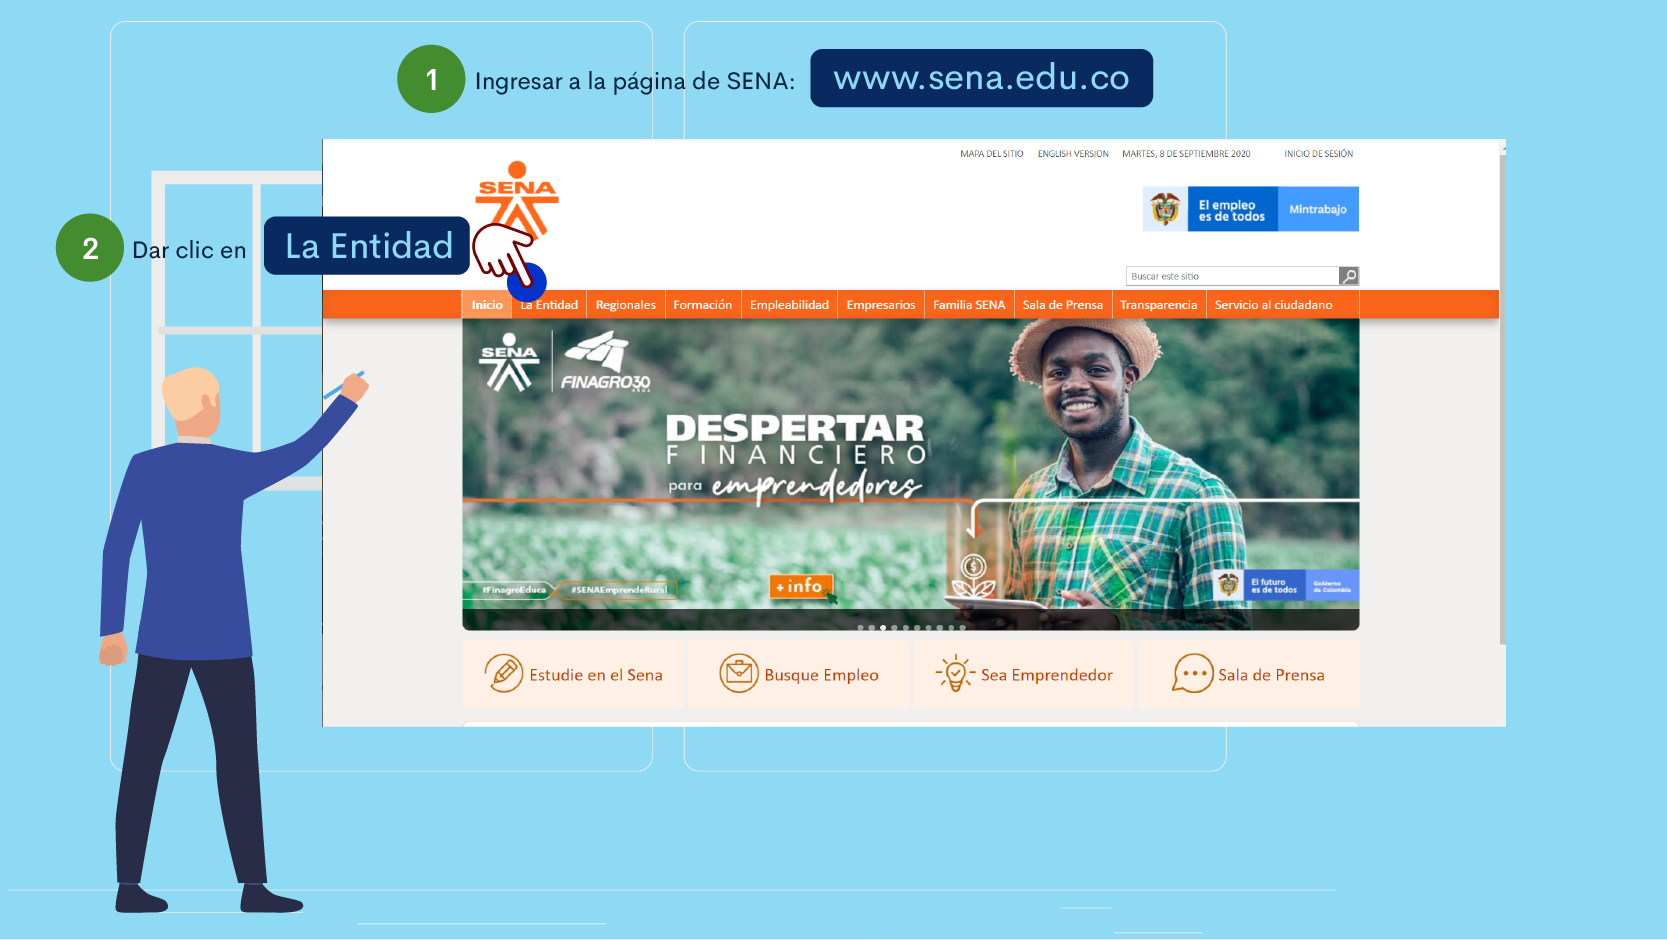 1
Ingresar a la página de SENA:
www.sena.edu.co
MAPA DEL SITIO
ENGLISH VERSION
MARTES, 8 DE SEPTIEMBRE 2020
INICIO DE SESIÓN
SENA
El empleo
es de todos
Mintrabajo
2
Dar clic en
La Entidad
Buscar este sitio
Inicio
La Entidad
Regionales
Formación
Empleabilidad
Empresarios
Familia SENA
Sala de Prensa
Transparencia
Servicio al ciudadano
SENA
FINAGRO30
AÑOS
DESPERTAR
FINANCIERO
para emprendedores
#FinagroEduca
#SENAEmprendeRural
+ info
El futuro
es de todos
Gobierno
de Colombia
Estudie en el Sena
Busque Empleo
Sea Emprendedor
Sala de Prensa